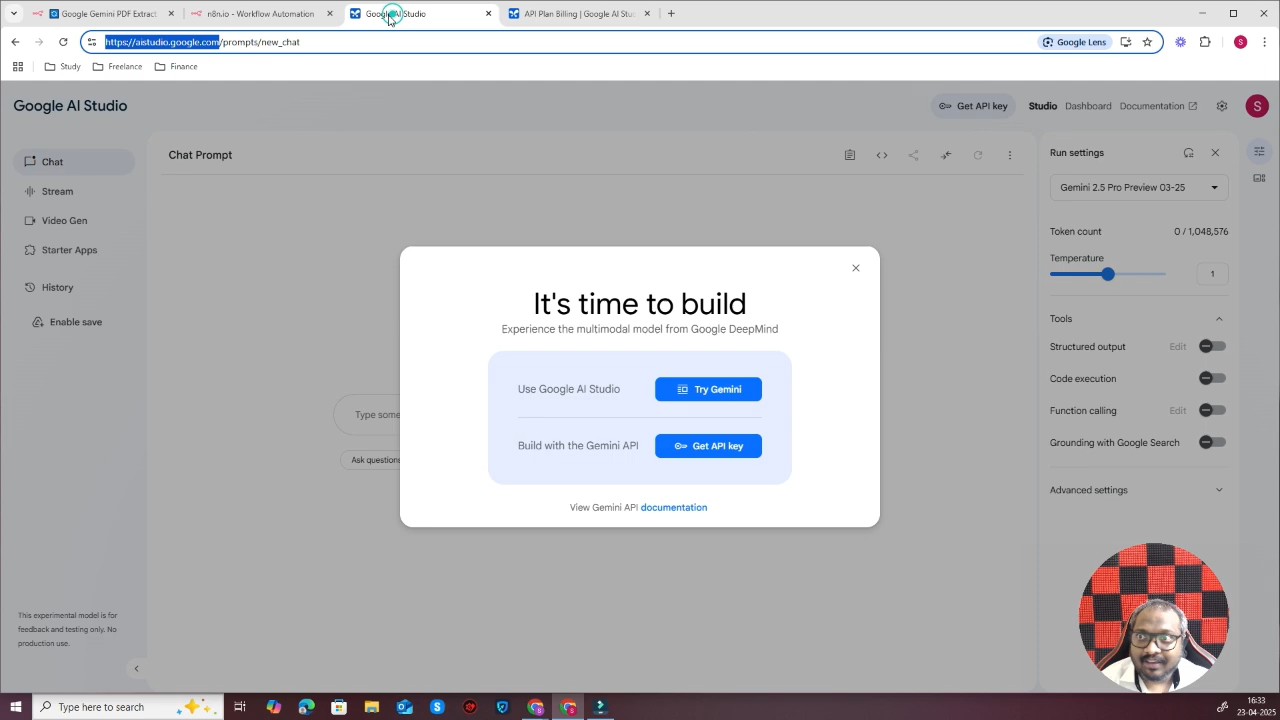 Google Gemini PDF Extract
n8n.io - Workflow Automation
Google AI Studio
API Plan Billing | Google AI Stu
https://aistudio.google.com/prompts/new_chat
Google Lens
S
Study
Freelance
Finance
Google AI Studio
Get API key
Studio
Dashboard
Documentation
S
Chat
Stream
Video Gen
Starter Apps
History
Enable save
This experimental model is for
feedback and testing only. No
production use.
Chat Prompt
Type some
Ask questions
It's time to build
Experience the multimodal model from Google DeepMind
Use Google AI Studio
Try Gemini
Build with the Gemini API
Get API key
View Gemini API documentation
Run settings
Gemini 2.5 Pro Preview 03-25
Token count
0 / 1,048,576
Temperature
1
Tools
Structured output
Edit
Code execution
Function calling
Edit
Grounding with Google Search
Advanced settings
Type here to search
16:33
23-04-2025